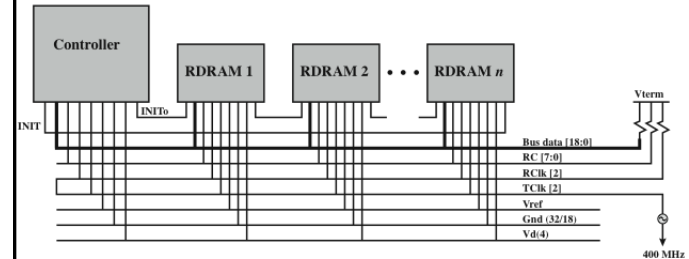 Controller
RDRAM 1
RDRAM 2
RDRAM n
Vterm
INITo
INIT
Bus data [18:0]
RC [7:0]
RClk [2]
TClk [2]
Vref
Gnd (32/18)
Vd(4)
400 MHz